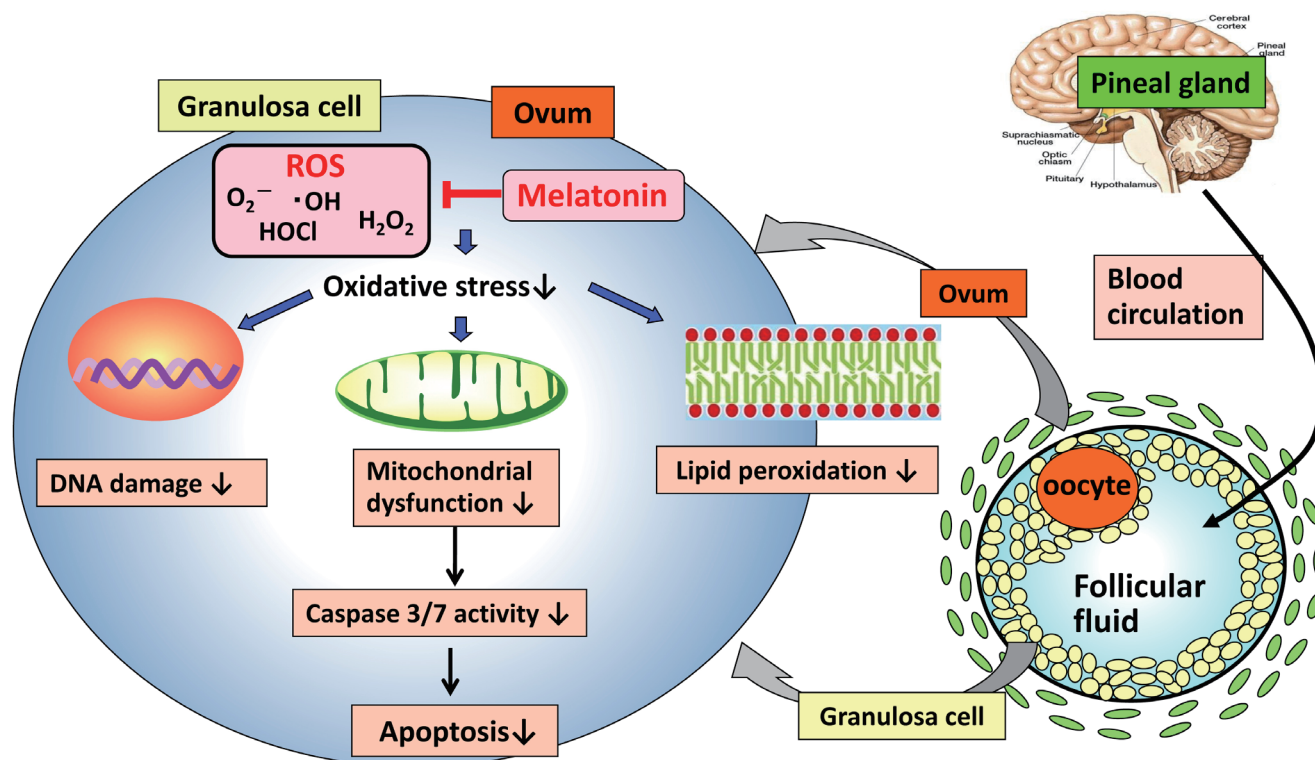 Cerebral
cortex
Pineal
gland
Pineal gland
Suprachiasmatic
nucleus
Optic
chiasm
Pituitary
Hypothalamus
Granulosa cell
Ovum
ROS
O₂⁻ ·OH
HOCl H₂O₂
Melatonin
Oxidative stress↓
Ovum
Blood
circulation
DNA damage ↓
Mitochondrial
dysfunction ↓
Lipid peroxidation ↓
oocyte
Follicular
fluid
Caspase 3/7 activity ↓
Granulosa cell
Apoptosis↓